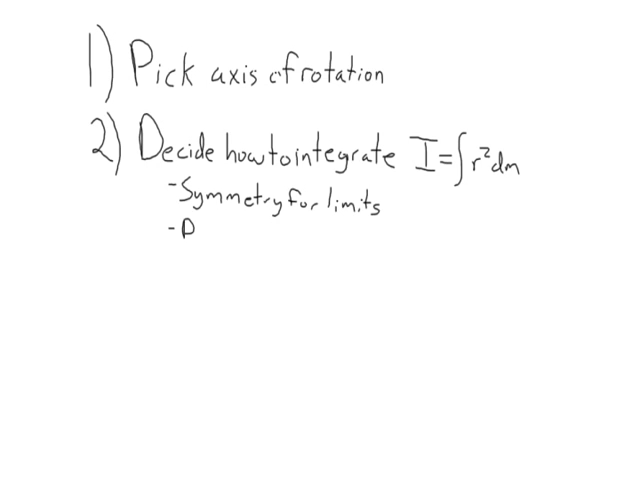 1) Pick axis of rotation
2) Decide how to integrate I=∫r²dm
-Symmetry for limits
-D